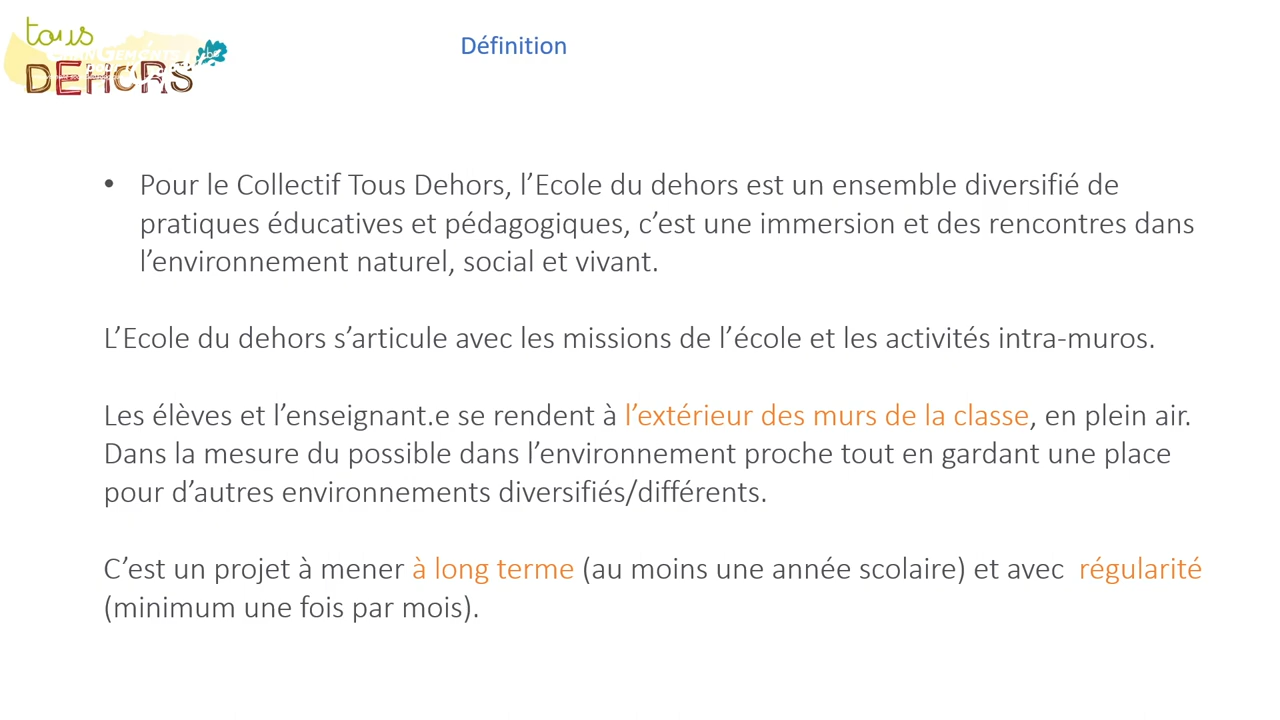 tous
DEHORS
Définition
• Pour le Collectif Tous Dehors, l’Ecole du dehors est un ensemble diversifié de
pratiques éducatives et pédagogiques, c’est une immersion et des rencontres dans
l’environnement naturel, social et vivant.
L’Ecole du dehors s’articule avec les missions de l’école et les activités intra-muros.
Les élèves et l’enseignant.e se rendent à l’extérieur des murs de la classe, en plein air.
Dans la mesure du possible dans l’environnement proche tout en gardant une place
pour d’autres environnements diversifiés/différents.
C’est un projet à mener à long terme (au moins une année scolaire) et avec  régularité
(minimum une fois par mois).